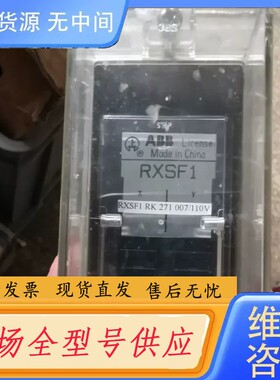 货源 无中间
ABB License
Made in China
RXSF1
X Y
RXSF1 RK 271 007/110V
发票 现货直发 售后无忧
场全型号供应
维